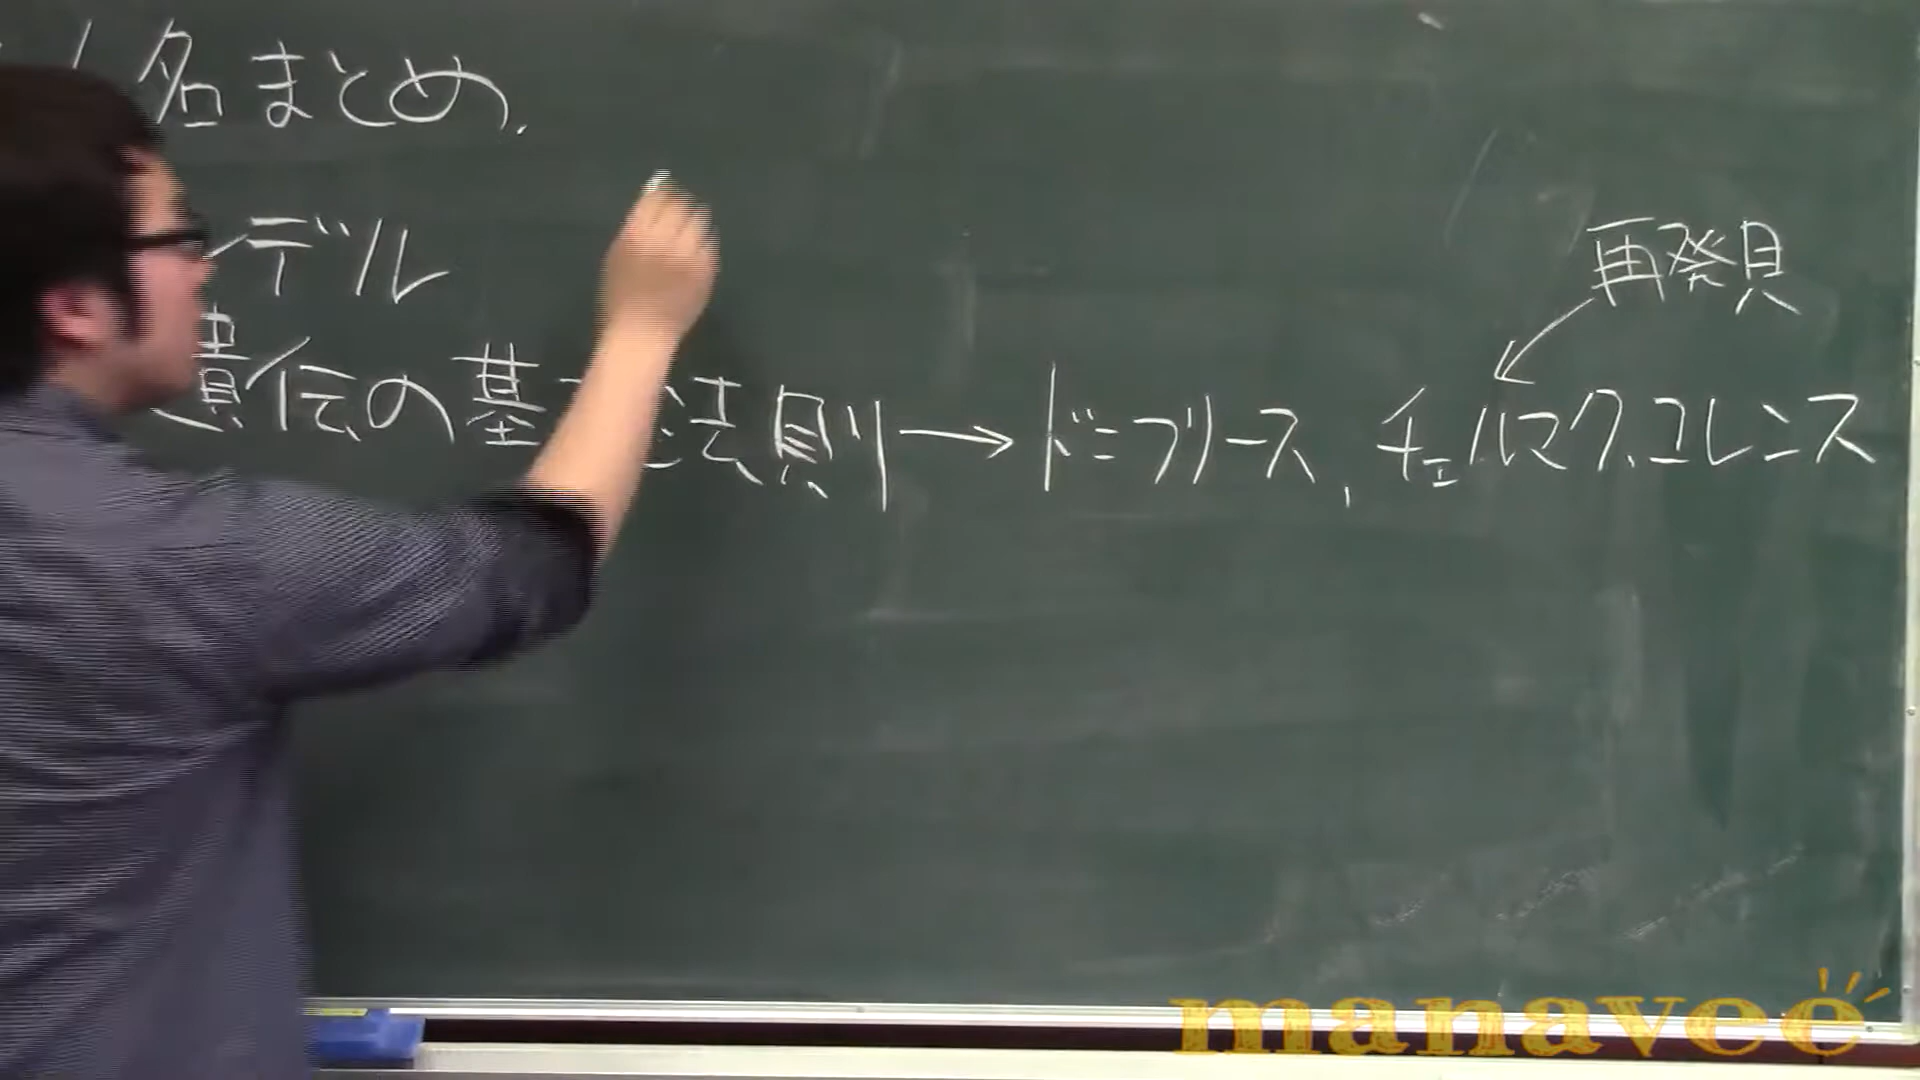 名まとめ.
再発見
ンデル
遺伝の基 法則 → ド=フリース, チェルマク, コレンス
manavee